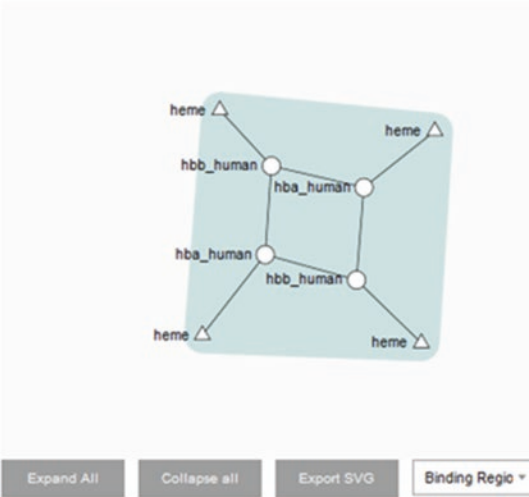 heme
heme
hbb_human
hba_human
hba_human
hbb_human
heme
heme
Expand All
Collapse all
Export SVG
Binding Regio